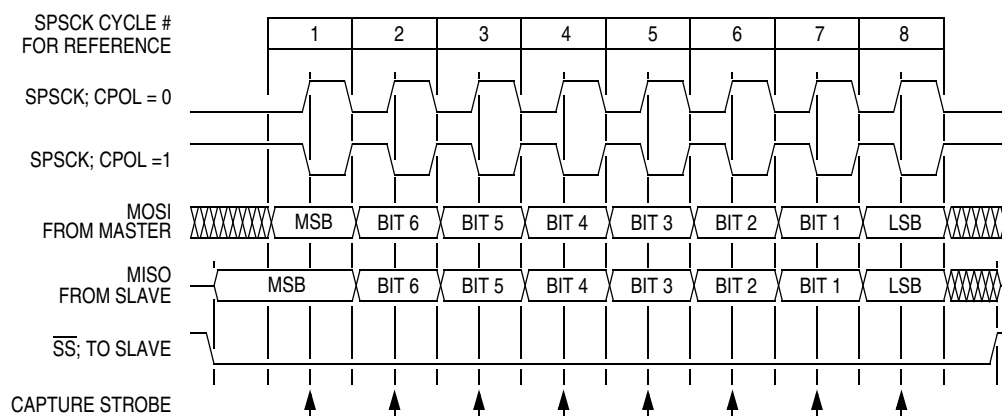 SPSCK CYCLE #
FOR REFERENCE
1 2 3 4 5 6 7 8
SPSCK; CPOL = 0
SPSCK; CPOL =1
MOSI
FROM MASTER
MSB BIT 6 BIT 5 BIT 4 BIT 3 BIT 2 BIT 1 LSB
MISO
FROM SLAVE
MSB BIT 6 BIT 5 BIT 4 BIT 3 BIT 2 BIT 1 LSB
SS; TO SLAVE
CAPTURE STROBE